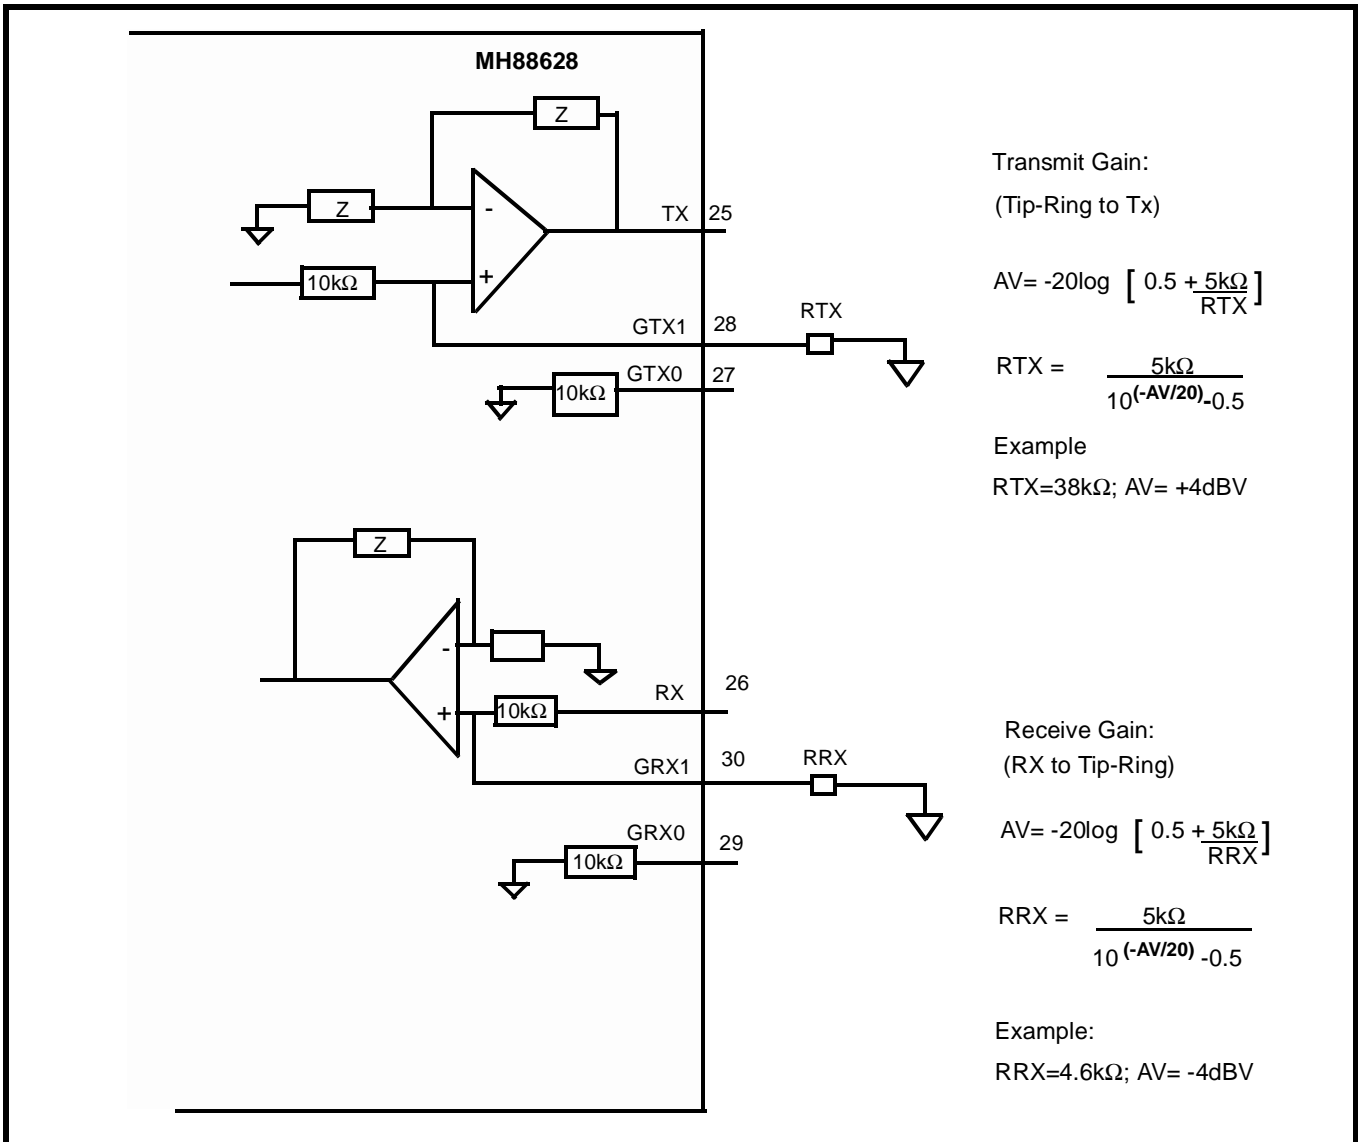 MH88628
Z
Z
-
+
10kΩ
TX 25
GTX1 28
RTX
GTX0 27
10kΩ
Transmit Gain:
(Tip-Ring to Tx)
AV= -20log [ 0.5 + 5kΩ ]
RTX
RTX = 5kΩ
10(-AV/20)-0.5
Example
RTX=38kΩ; AV= +4dBV
Z
-
+
10kΩ
RX 26
GRX1 30
RRX
GRX0 29
10kΩ
Receive Gain:
(RX to Tip-Ring)
AV= -20log [ 0.5 + 5kΩ ]
RRX
RRX = 5kΩ
10 (-AV/20) -0.5
Example:
RRX=4.6kΩ; AV= -4dBV